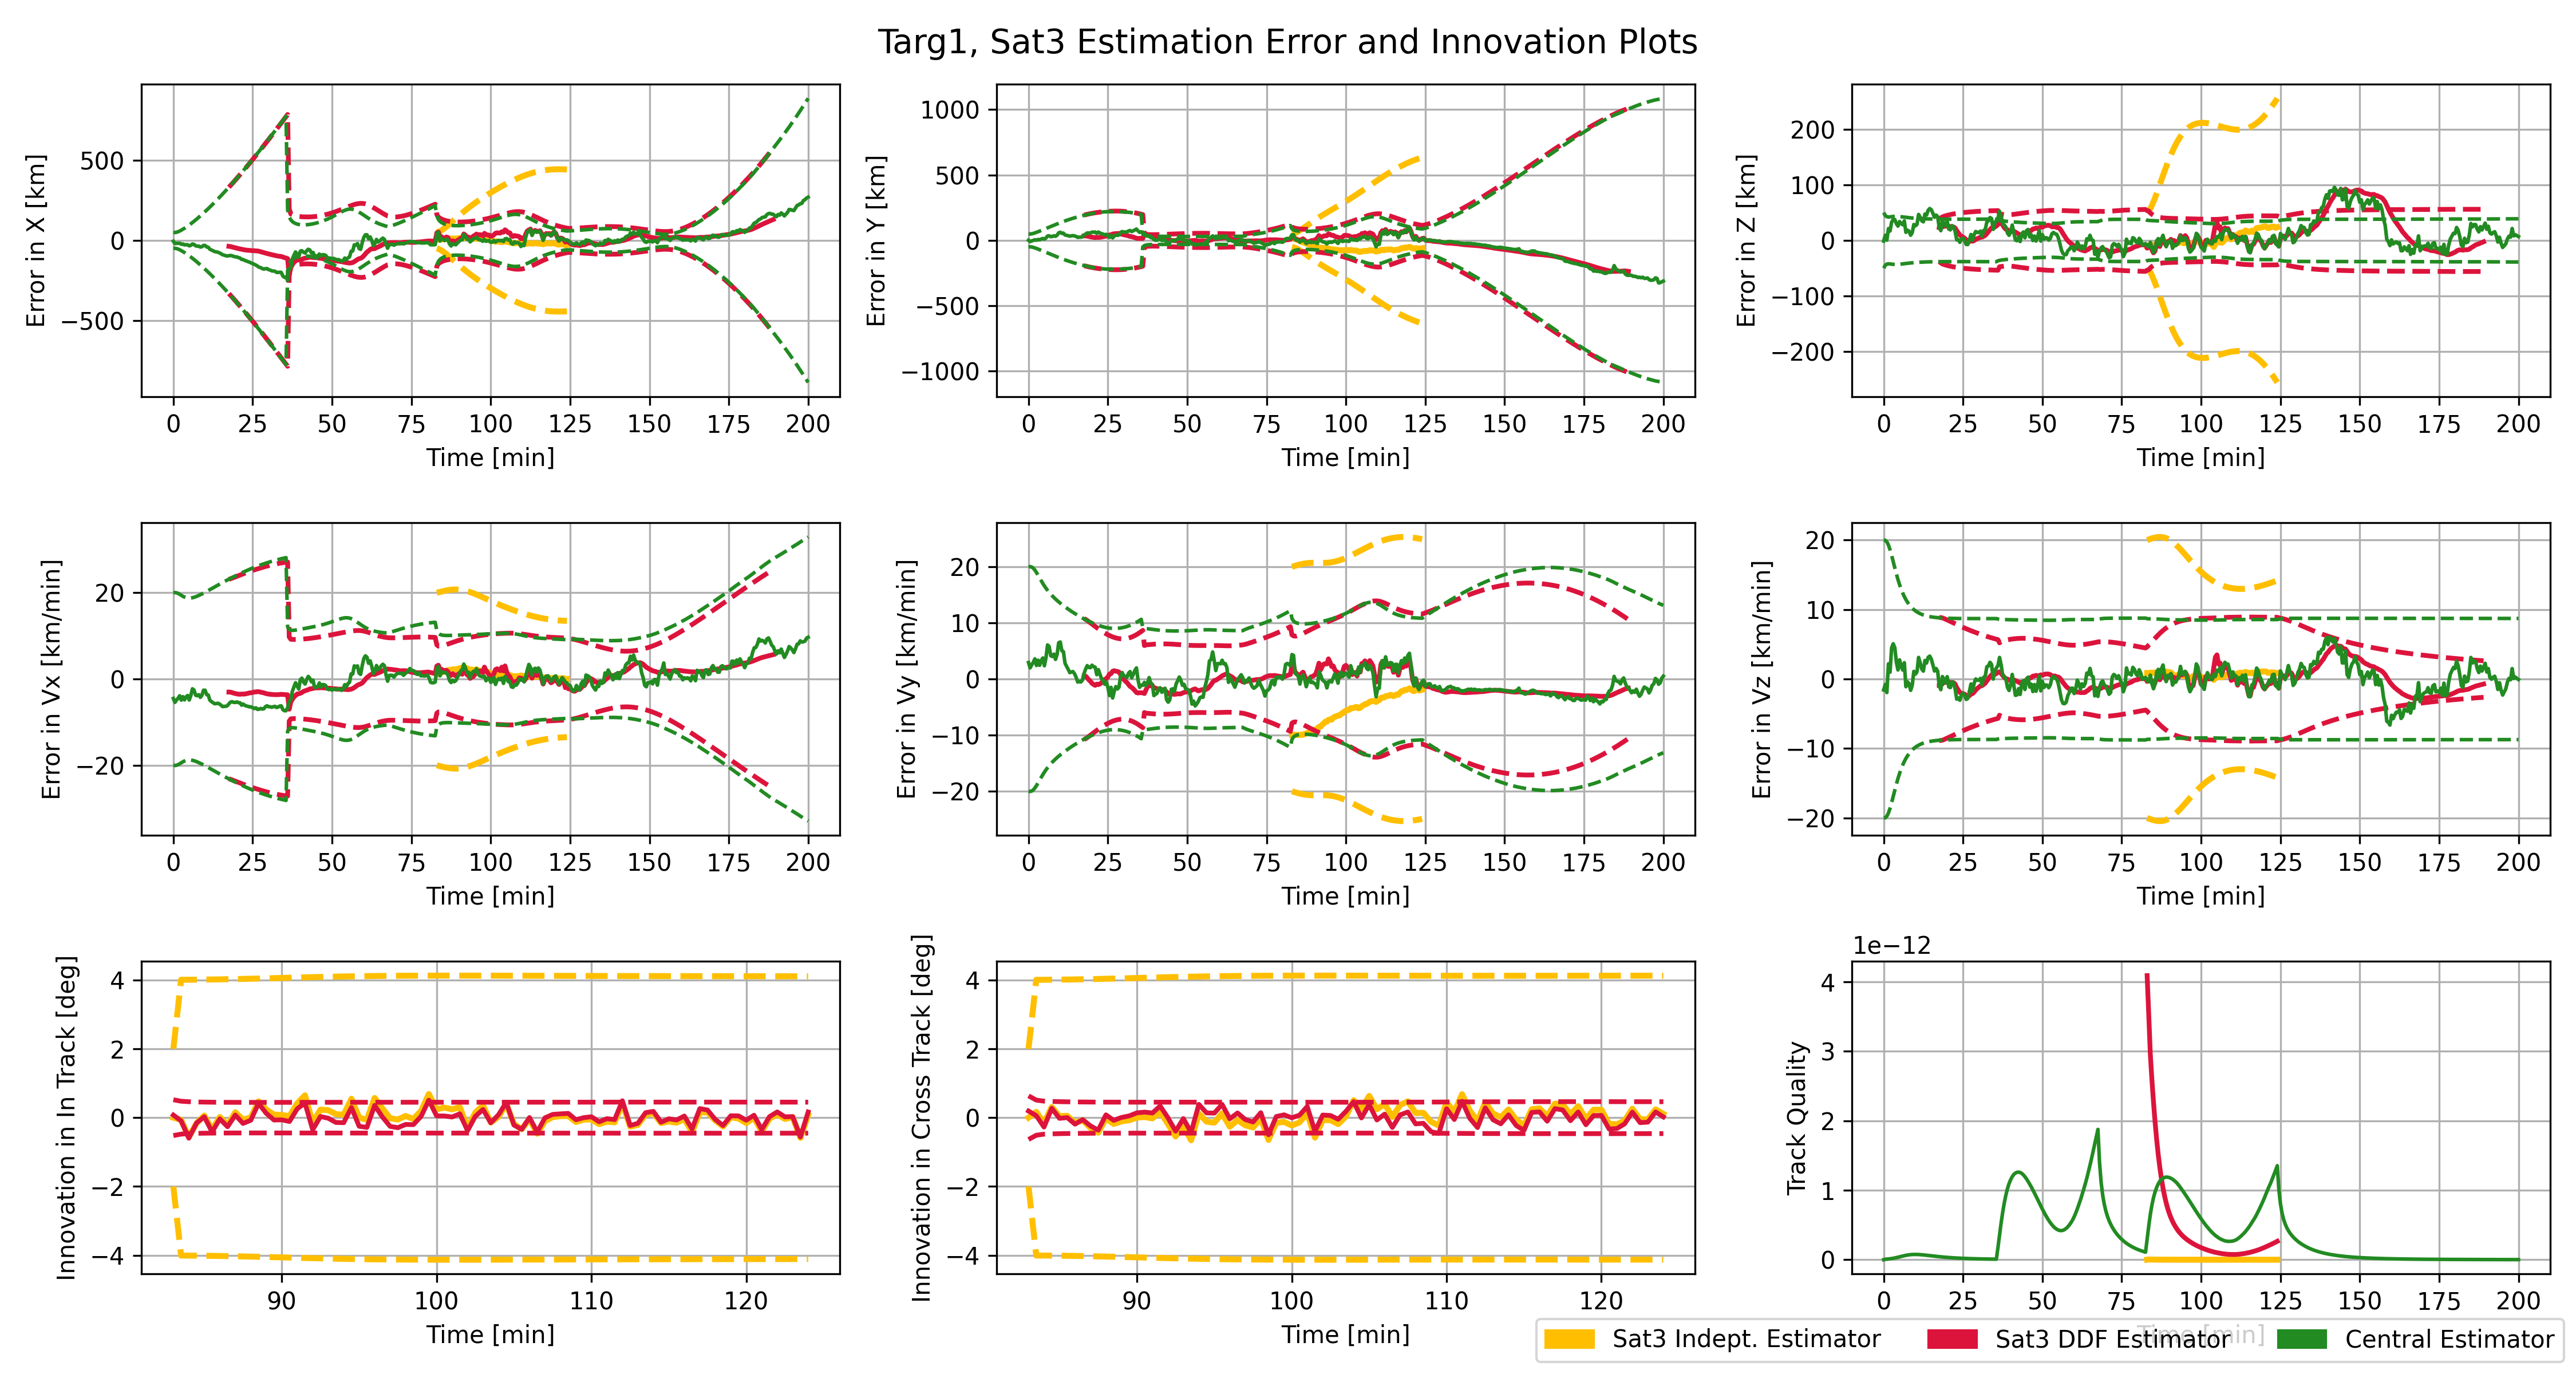 Targ1, Sat3 Estimation Error and Innovation Plots
Error in X [km]
500
0
−500
0 25 50 75 100 125 150 175 200
Time [min]
Error in Y [km]
1000
500
0
−500
−1000
0 25 50 75 100 125 150 175 200
Time [min]
Error in Z [km]
200
100
0
−100
−200
0 25 50 75 100 125 150 175 200
Time [min]
Error in Vx [km/min]
20
0
−20
0 25 50 75 100 125 150 175 200
Time [min]
Error in Vy [km/min]
20
10
0
−10
−20
0 25 50 75 100 125 150 175 200
Time [min]
Error in Vz [km/min]
20
10
0
−10
−20
0 25 50 75 100 125 150 175 200
Time [min]
Innovation in In Track [deg]
4
2
0
−2
−4
90 100 110 120
Time [min]
Innovation in Cross Track [deg]
4
2
0
−2
−4
90 100 110 120
Time [min]
1e−12
Track Quality
4
3
2
1
0
0 25 50 75 100 125 150 175 200
Time [min]
Sat3 Indept. Estimator Sat3 DDF Estimator Central Estimator